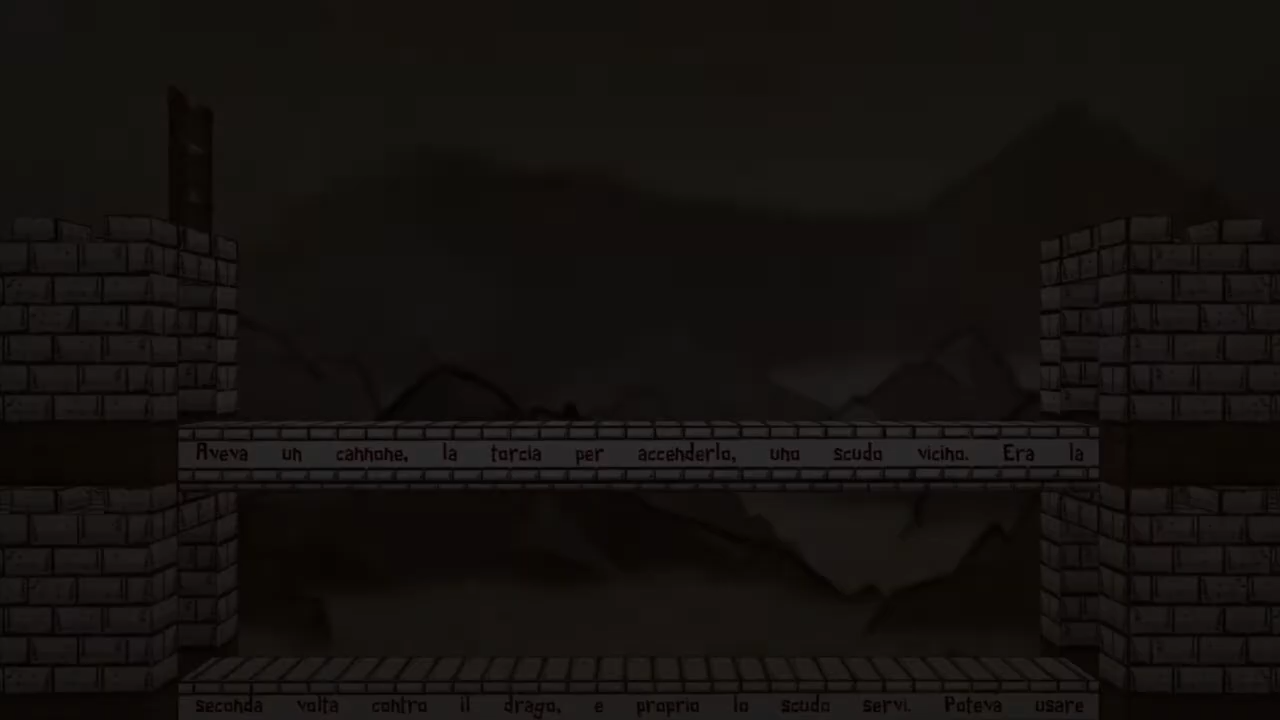 Aveva un cannone, la torcia per accenderlo, uno scudo vicino. Era la
seconda volta contro il drago, e proprio lo scudo servì. Poteva usare